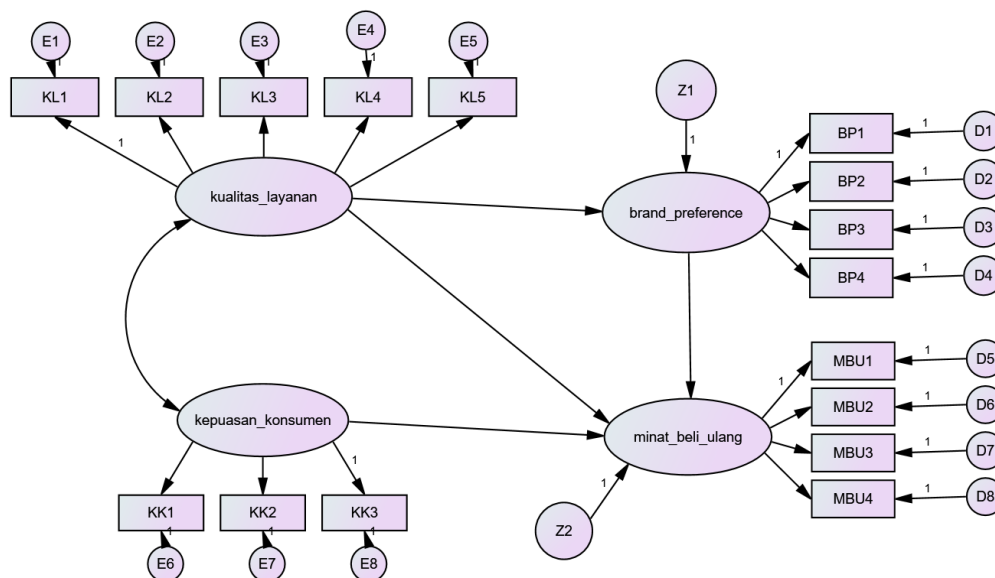 E1 E2 E3 E4 E5
1 1 1 1 1
KL1 KL2 KL3 KL4 KL5
1
kualitas_layanan
Z1
1
brand_preference
1
BP1 1 D1
BP2 1 D2
BP3 1 D3
BP4 1 D4
kepuasan_konsumen
1
KK1 KK2 KK3
1 1 1
E6 E7 E8
minat_beli_ulang
1
Z2
1
MBU1 1 D5
MBU2 1 D6
MBU3 1 D7
MBU4 1 D8